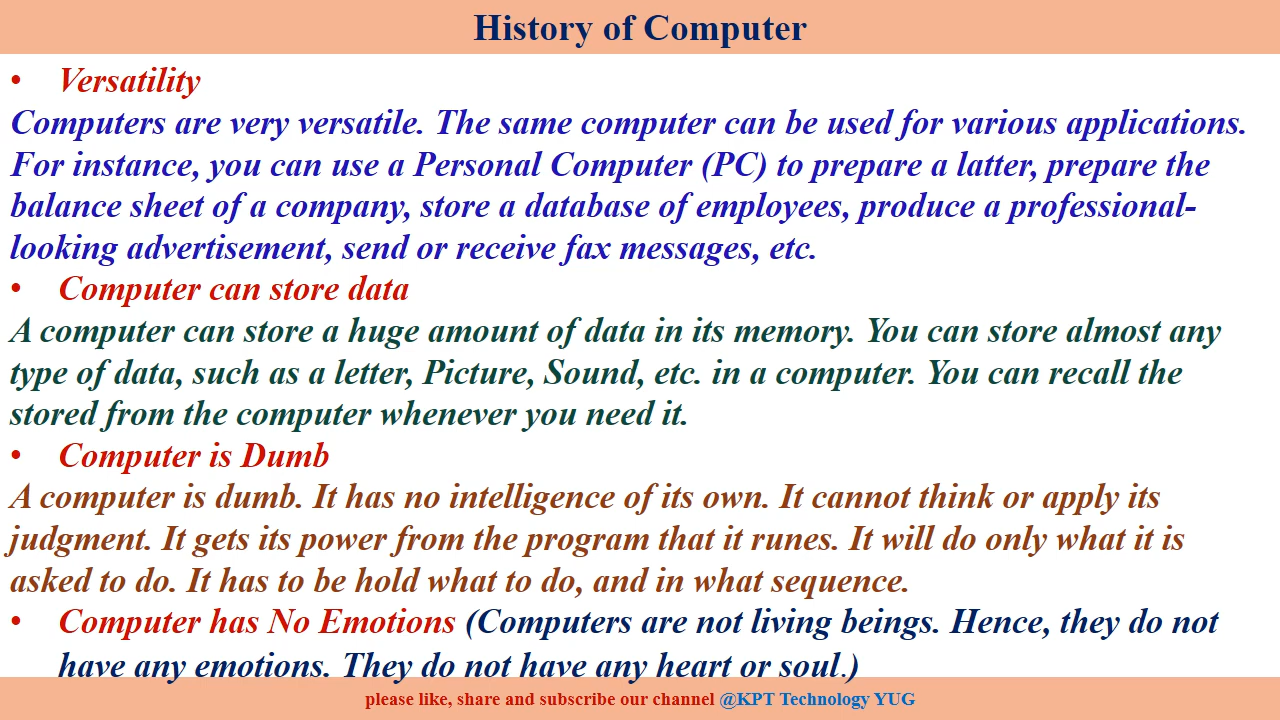 History of Computer
• Versatility
Computers are very versatile. The same computer can be used for various applications.
For instance, you can use a Personal Computer (PC) to prepare a latter, prepare the
balance sheet of a company, store a database of employees, produce a professional-
looking advertisement, send or receive fax messages, etc.
• Computer can store data
A computer can store a huge amount of data in its memory. You can store almost any
type of data, such as a letter, Picture, Sound, etc. in a computer. You can recall the
stored from the computer whenever you need it.
• Computer is Dumb
A computer is dumb. It has no intelligence of its own. It cannot think or apply its
judgment. It gets its power from the program that it runes. It will do only what it is
asked to do. It has to be hold what to do, and in what sequence.
• Computer has No Emotions (Computers are not living beings. Hence, they do not
have any emotions. They do not have any heart or soul.)
please like, share and subscribe our channel @KPT Technology YUG